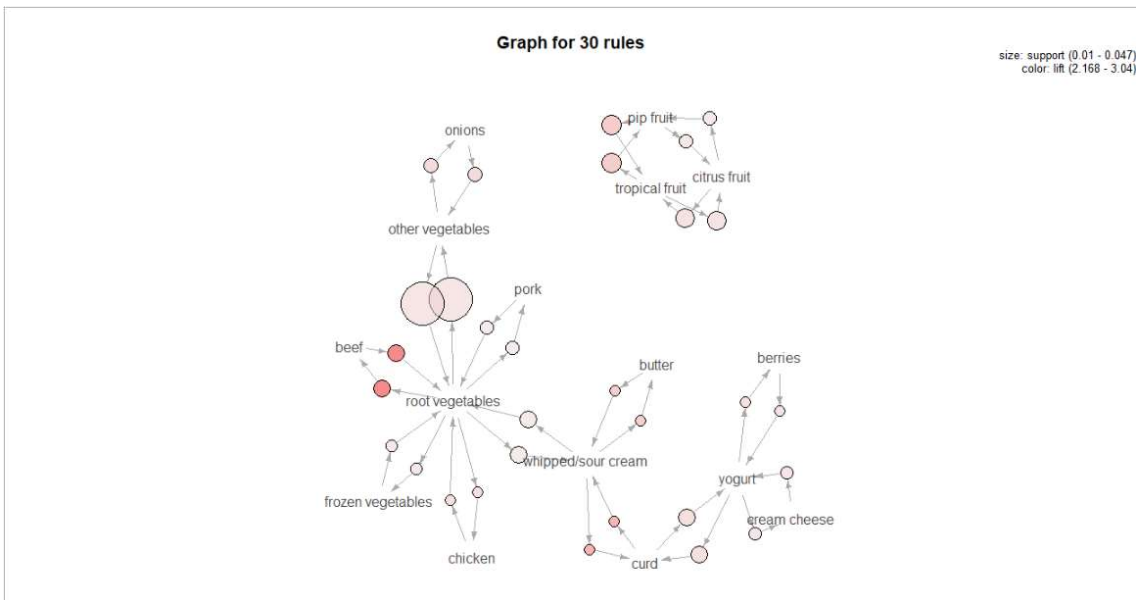 Graph for 30 rules
size: support (0.01 - 0.047)
color: lift (2.168 - 3.04)
onions
pip fruit
citrus fruit
tropical fruit
other vegetables
pork
beef
butter
berries
root vegetables
whipped/sour cream
yogurt
frozen vegetables
cream cheese
chicken
curd